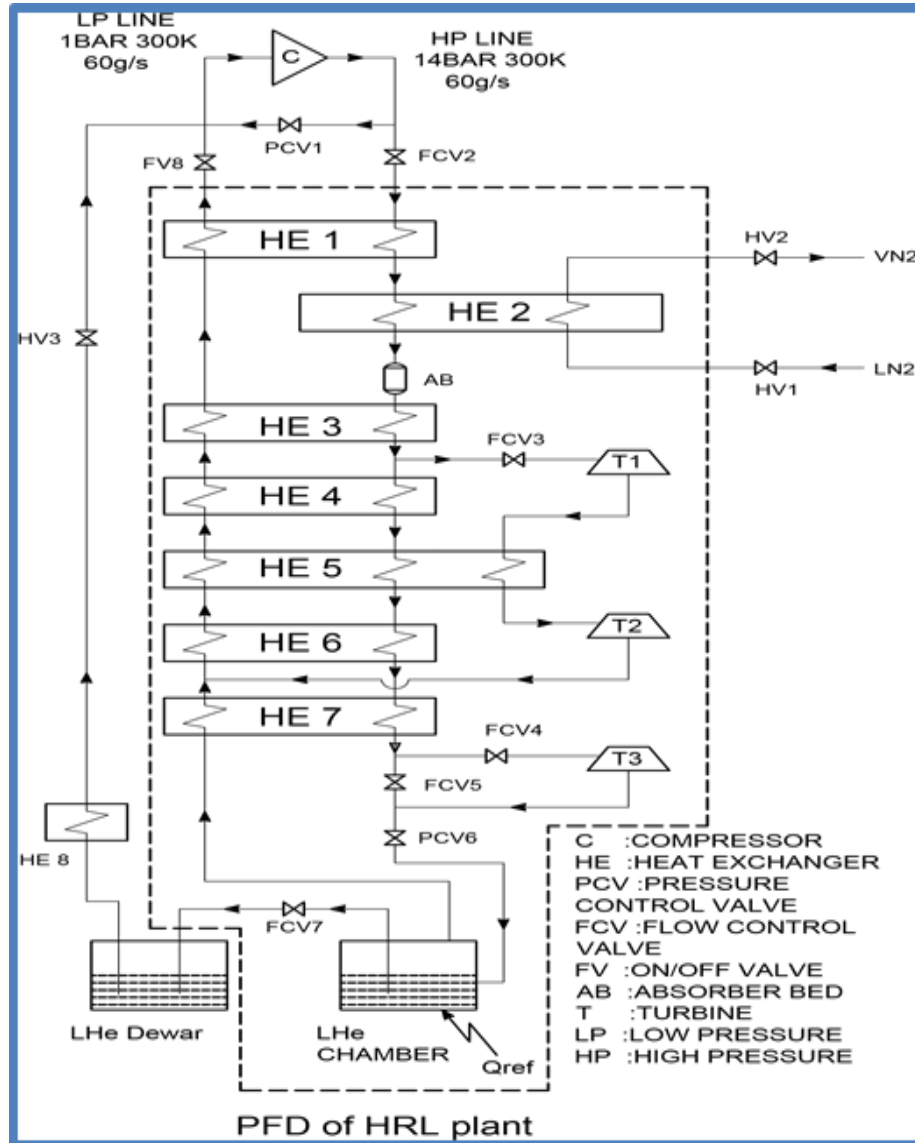 LP LINE
1BAR 300K
60g/s
HP LINE
14BAR 300K
60g/s
C
PCV1
FV8
FCV2
HE 1
HV2
VN2
HE 2
HV3
AB
HV1
LN2
HE 3
FCV3
T1
HE 4
HE 5
HE 6
T2
HE 7
FCV4
T3
FCV5
PCV6
HE 8
FCV7
LHe Dewar
LHe
CHAMBER
Qref
C :COMPRESSOR
HE :HEAT EXCHANGER
PCV :PRESSURE
CONTROL VALVE
FCV :FLOW CONTROL
VALVE
FV :ON/OFF VALVE
AB :ABSORBER BED
T :TURBINE
LP :LOW PRESSURE
HP :HIGH PRESSURE
PFD of HRL plant